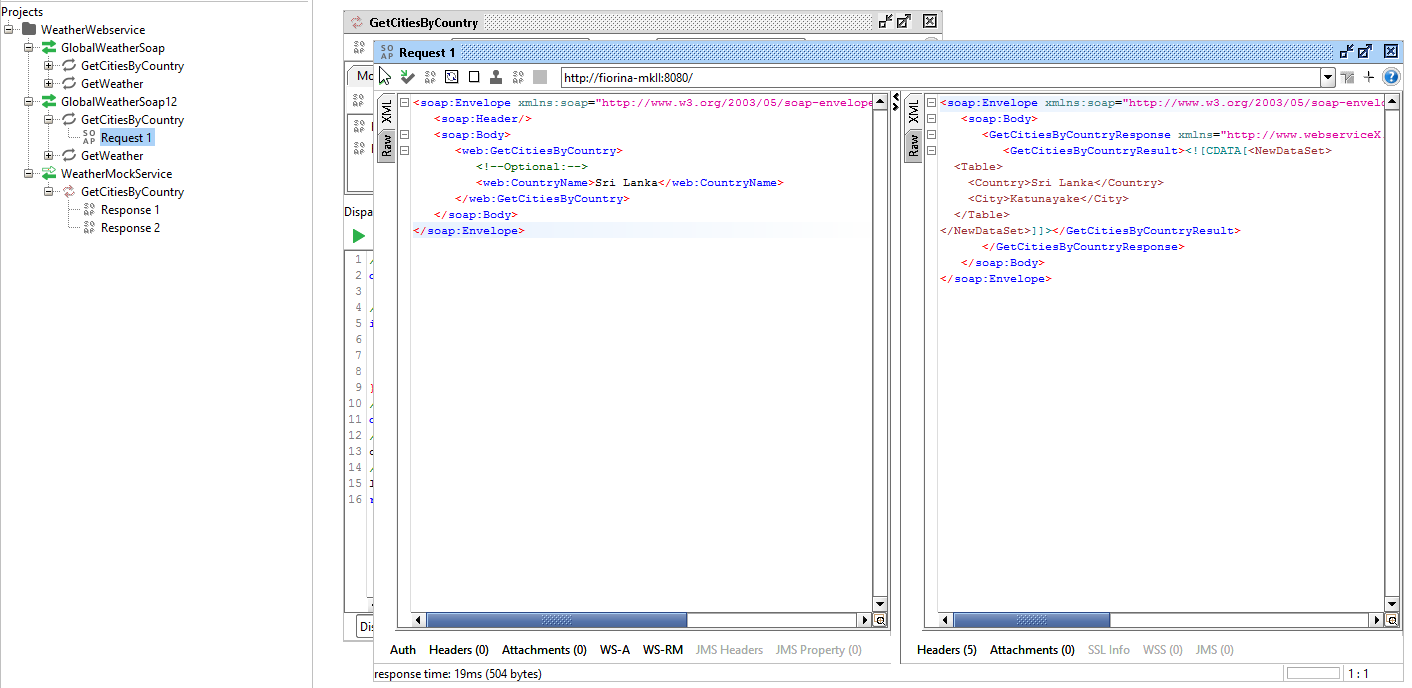 Projects
WeatherWebservice
GlobalWeatherSoap
GetCitiesByCountry
GetWeather
GlobalWeatherSoap12
GetCitiesByCountry
Request 1
GetWeather
WeatherMockService
GetCitiesByCountry
Response 1
Response 2
GetCitiesByCountry
Request 1
http://fiorina-mkll:8080/
XML
Raw
<soap:Envelope xmlns:soap="http://www.w3.org/2003/05/soap-envelope
<soap:Header/>
<soap:Body>
<web:GetCitiesByCountry>
<!--Optional:-->
<web:CountryName>Sri Lanka</web:CountryName>
</web:GetCitiesByCountry>
</soap:Body>
</soap:Envelope>
XML
Raw
<soap:Envelope xmlns:soap="http://www.w3.org/2003/05/soap-envelo
<soap:Body>
<GetCitiesByCountryResponse xmlns="http://www.webserviceX.
<GetCitiesByCountryResult><![CDATA[<NewDataSet>
<Table>
<Country>Sri Lanka</Country>
<City>Katunayake</City>
</Table>
</NewDataSet>]]></GetCitiesByCountryResult>
</GetCitiesByCountryResponse>
</soap:Body>
</soap:Envelope>
Mo
Dispa
1 /
2
3
4 /
5 i
6
7
8
9 }
10 /
11
12 /
13
14 /
15
16
Dis
Auth Headers (0) Attachments (0) WS-A WS-RM JMS Headers JMS Property (0)
Headers (5) Attachments (0) SSL Info WSS (0) JMS (0)
response time: 19ms (504 bytes)
1 : 1